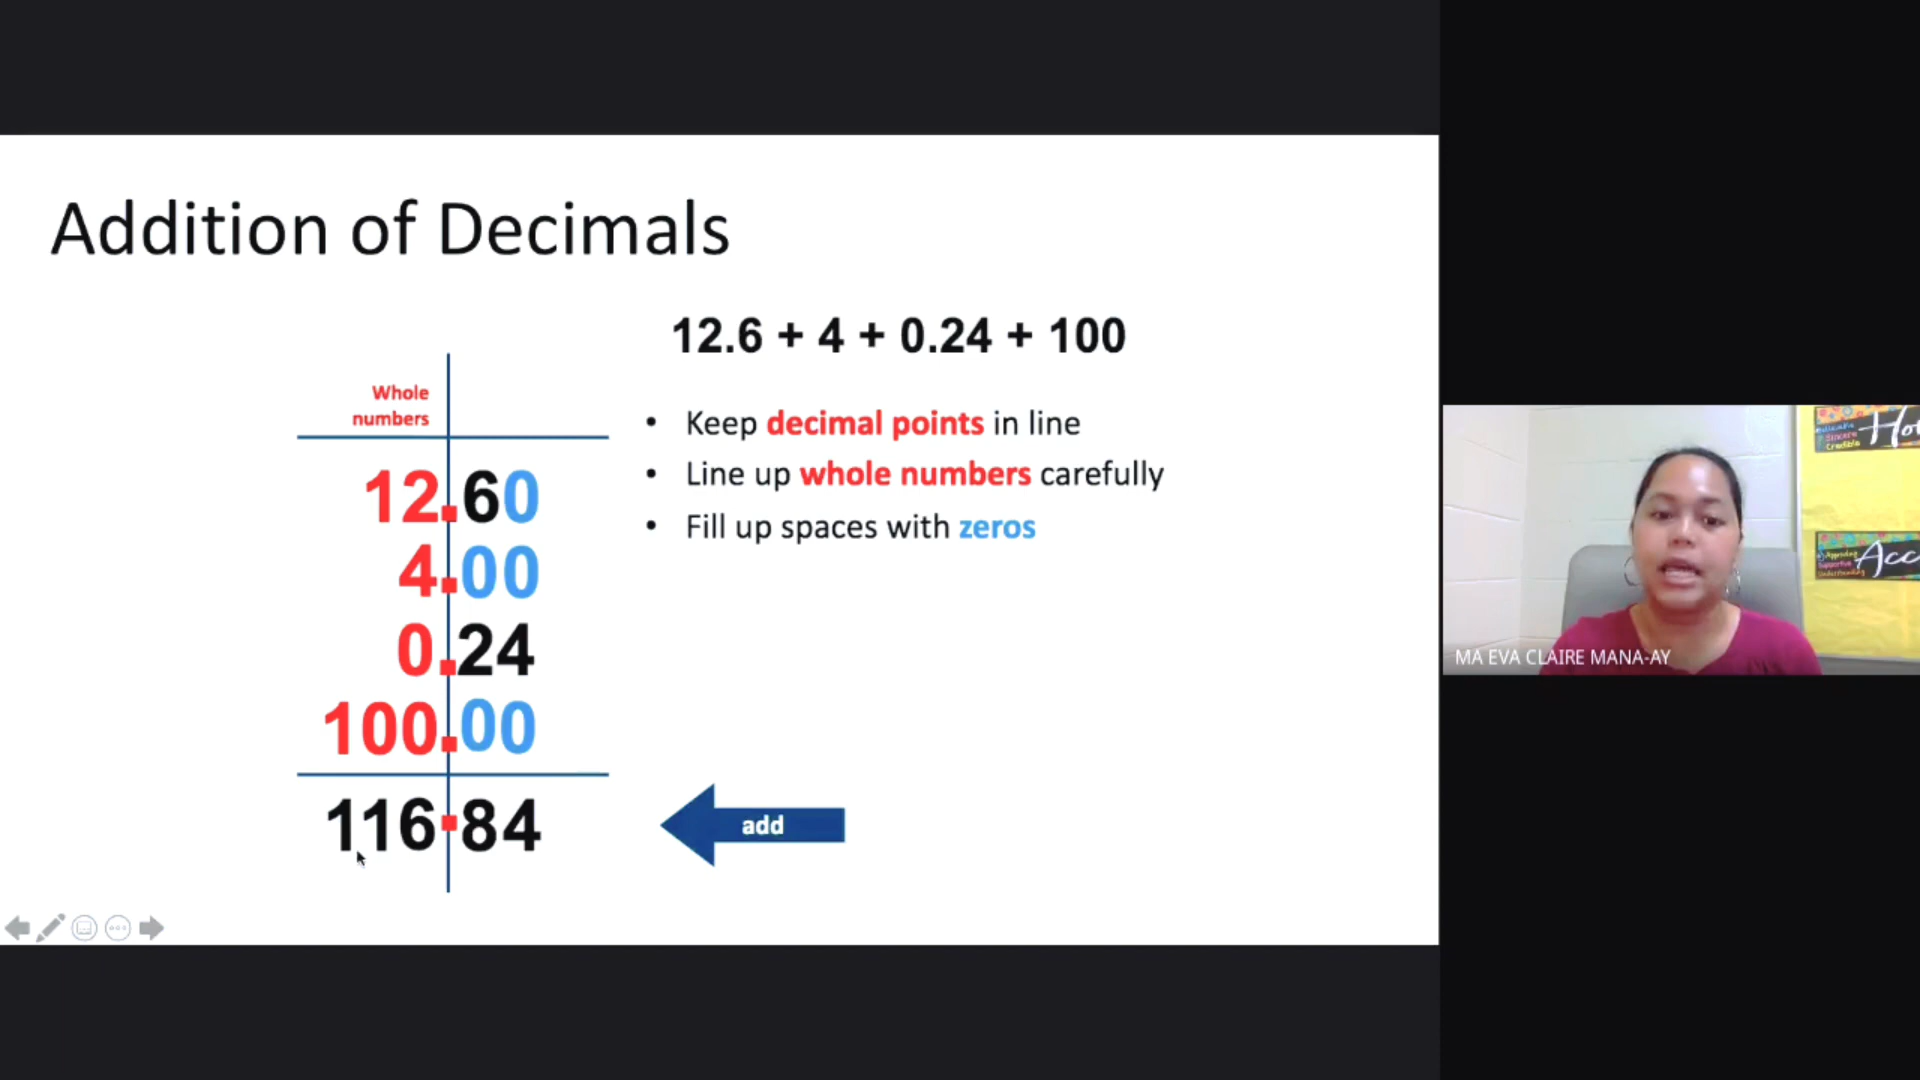 Addition of Decimals
12.6 + 4 + 0.24 + 100
Whole
numbers
12.60
4.00
0.24
100.00
116.84
• Keep decimal points in line
• Line up whole numbers carefully
• Fill up spaces with zeros
add
MA EVA CLAIRE MANA-AY
Credible
Acc